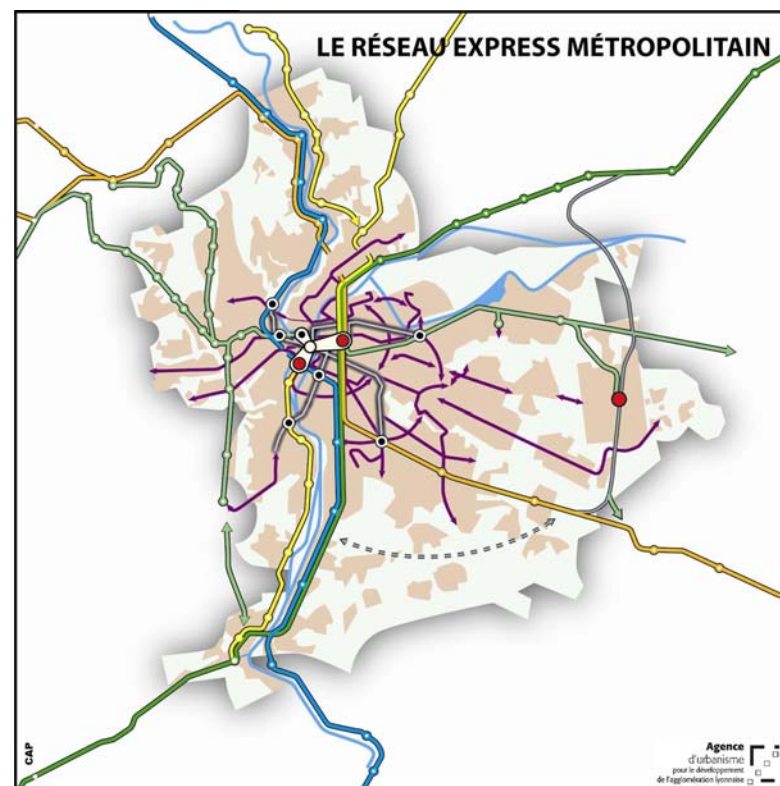 LE RÉSEAU EXPRESS MÉTROPOLITAIN
CAP
Agence
d'urbanisme
pour le développement
de l'agglomération lyonnaise